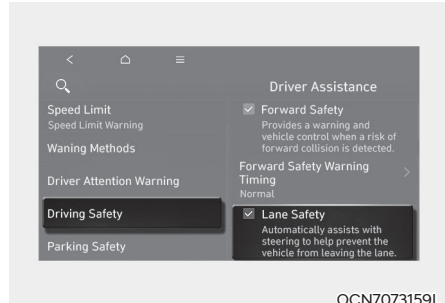 Driver Assistance
Speed Limit
Speed Limit Warning
Waning Methods
Driver Attention Warning
Driving Safety
Parking Safety
Forward Safety
Provides a warning and
vehicle control when a risk of
forward collision is detected.
Forward Safety Warning
Timing
Normal
Lane Safety
Automatically assists with
steering to help prevent the
vehicle from leaving the lane.
OCN7073159L